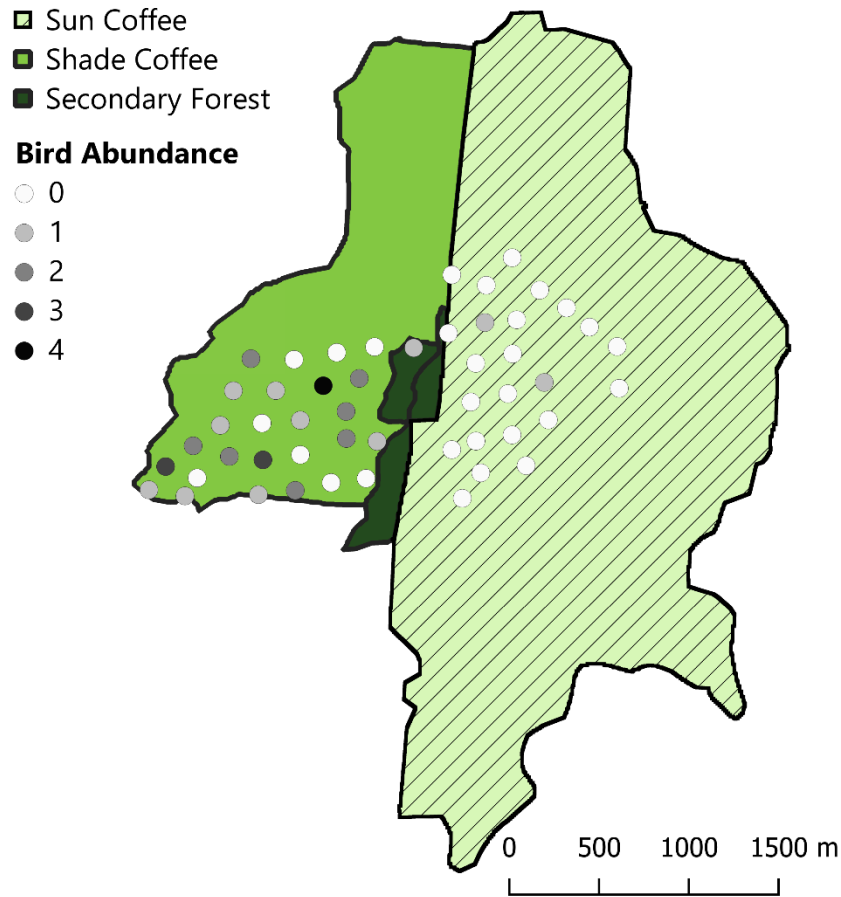 Sun Coffee
Shade Coffee
Secondary Forest
Bird Abundance
0
1
2
3
4
0 500 1000 1500 m